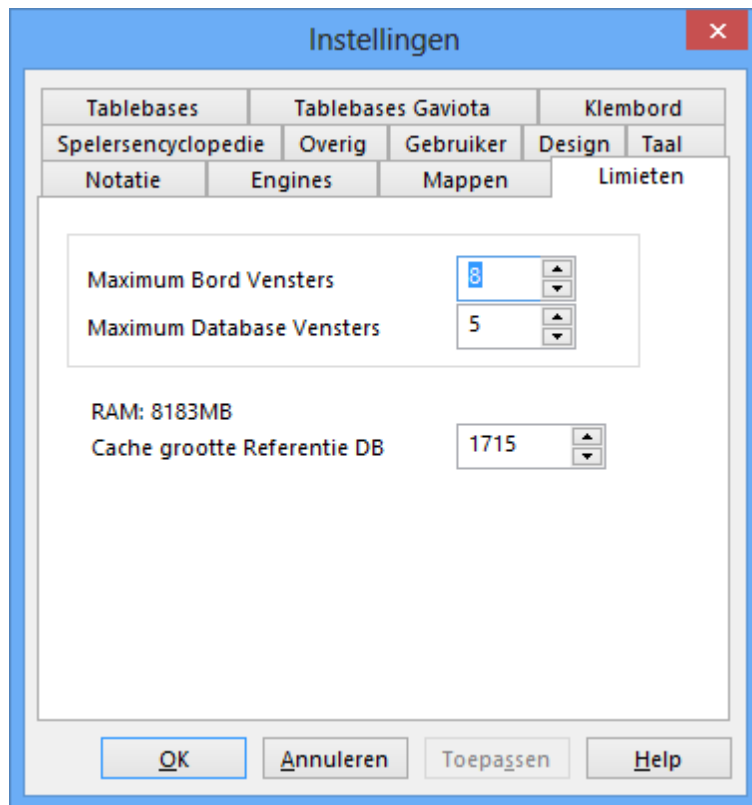 Instellingen
Tablebases Tablebases Gaviota Klembord
Spelersencyclopedie Overig Gebruiker Design Taal
Notatie Engines Mappen Limieten
Maximum Bord Vensters 8
Maximum Database Vensters 5
RAM: 8183MB
Cache grootte Referentie DB 1715
OK Annuleren Toepassen Help